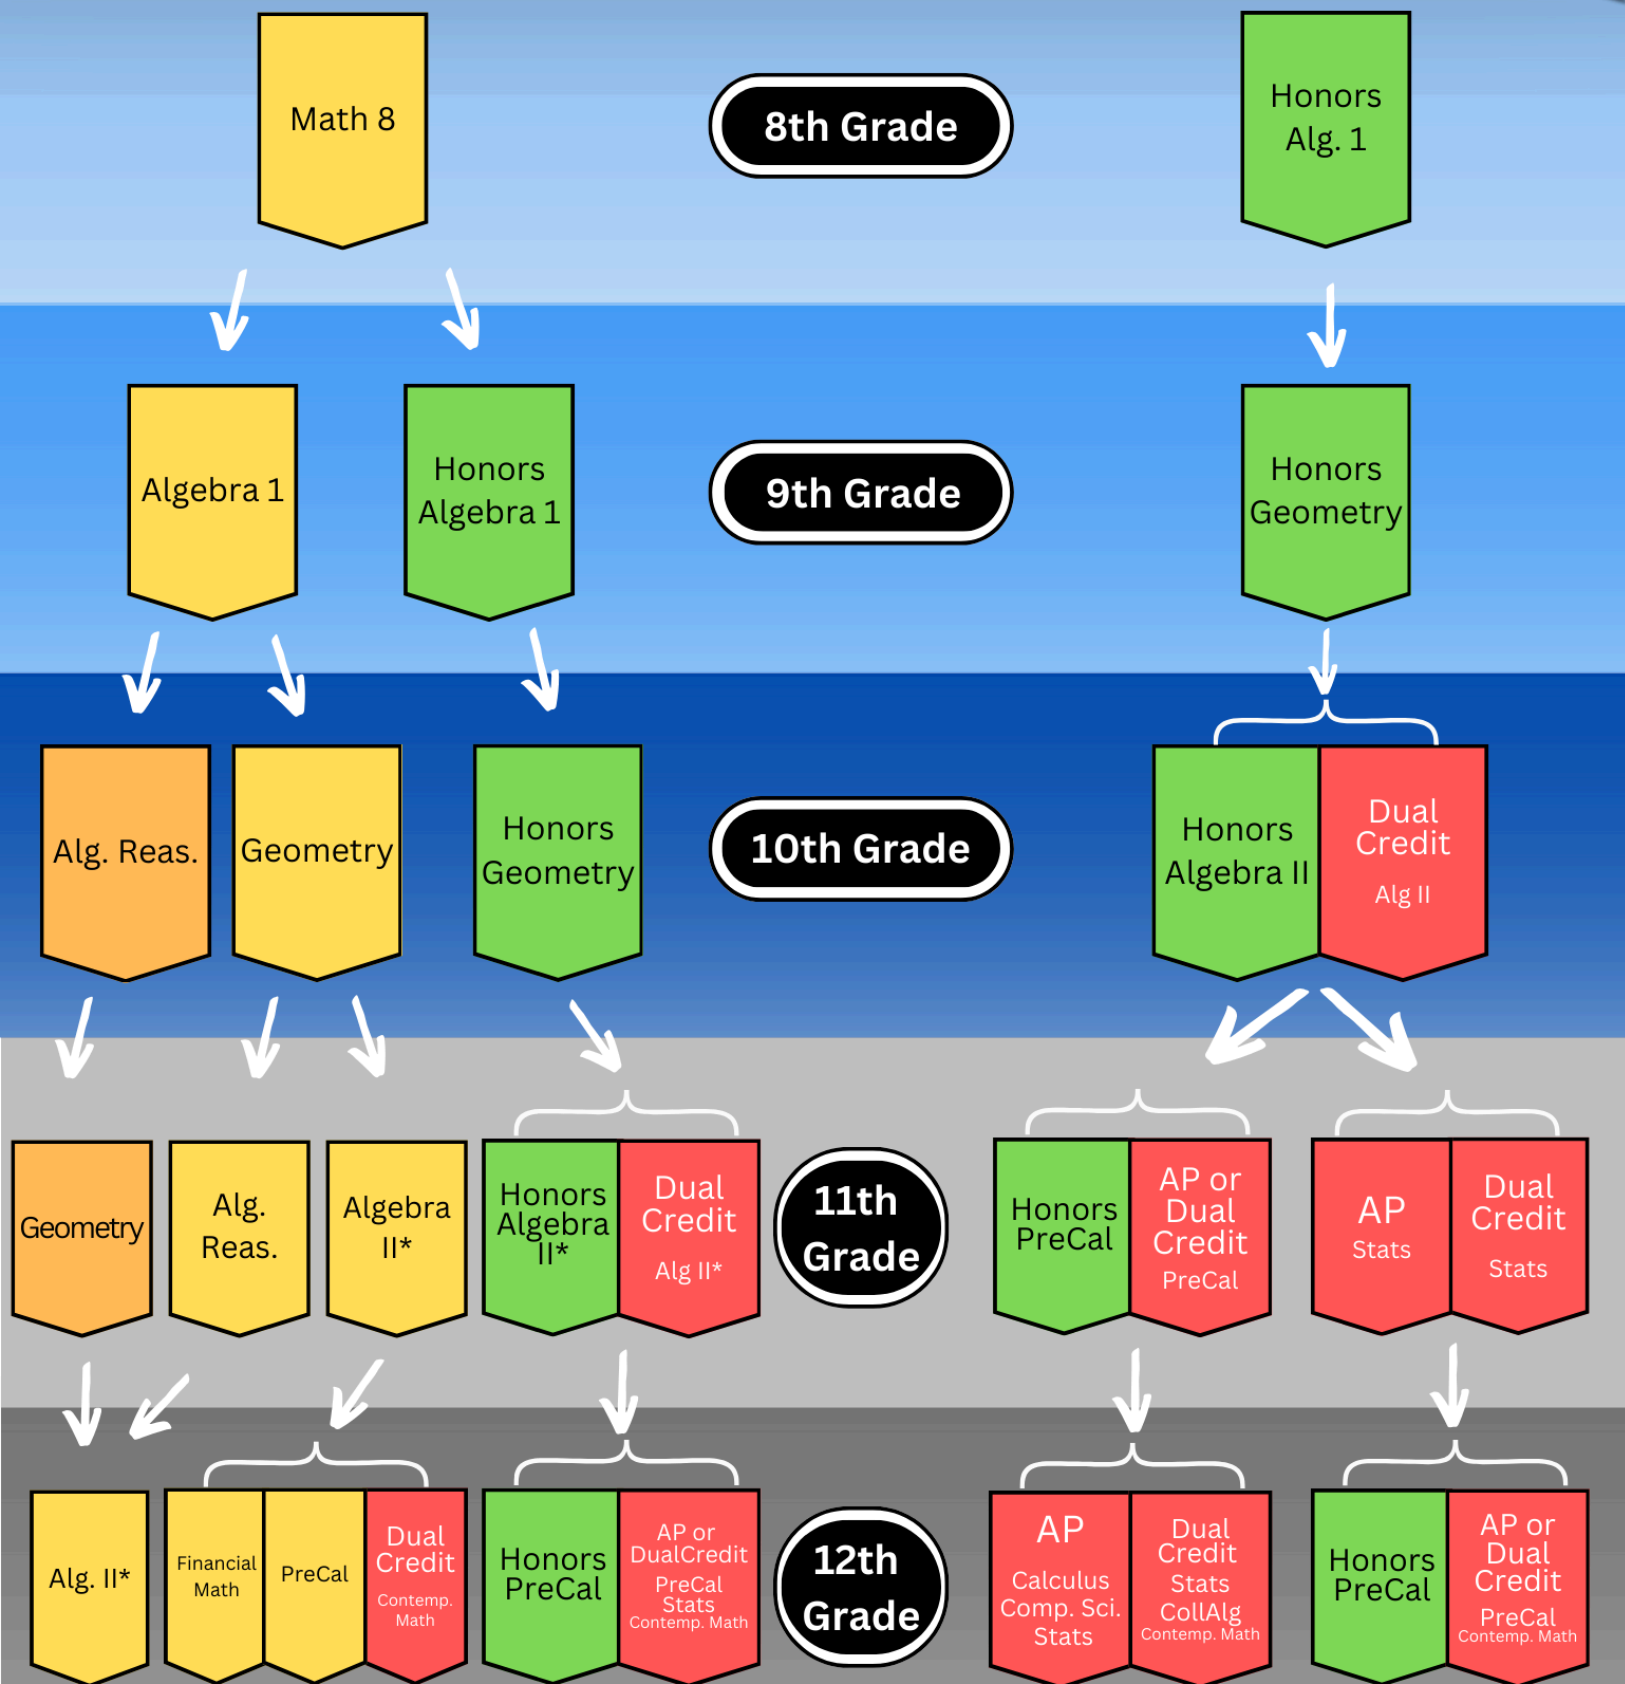 Math 8
8th Grade
Honors
Alg. 1
Algebra 1
Honors
Algebra 1
9th Grade
Honors
Geometry
Alg. Reas.
Geometry
Honors
Geometry
10th Grade
Honors
Algebra II
Dual
Credit
Alg II
Geometry
Alg.
Reas.
Algebra
II*
Honors
Algebra
II*
Dual
Credit
Alg II*
11th
Grade
Honors
PreCal
AP or
Dual
Credit
PreCal
AP
Stats
Dual
Credit
Stats
Alg. II*
Financial
Math
PreCal
Dual
Credit
Contemp.
Math
Honors
PreCal
AP or
DualCredit
PreCal
Stats
Contemp. Math
12th
Grade
AP
Calculus
Comp. Sci.
Stats
Dual
Credit
Stats
CollAlg
Contemp. Math
Honors
PreCal
AP or
Dual
Credit
PreCal
Contemp. Math